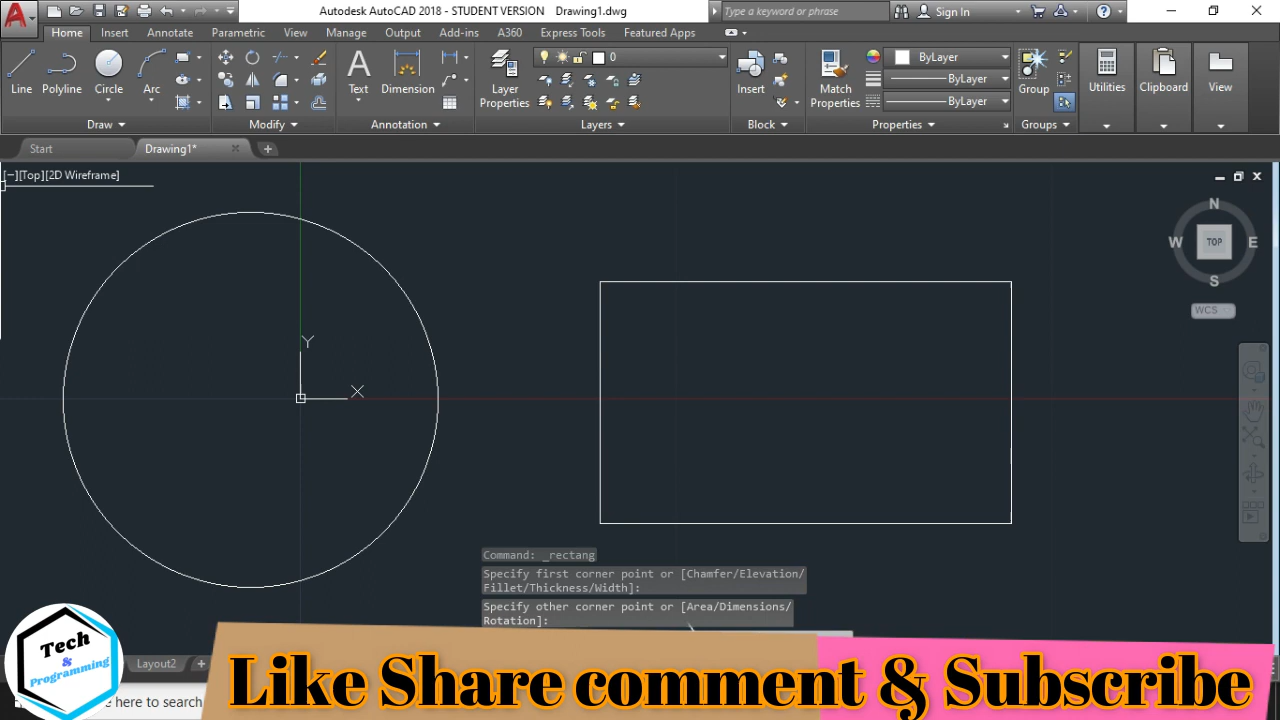 Autodesk AutoCAD 2018 - STUDENT VERSION Drawing1.dwg
Type a keyword or phrase
Sign In
Home Insert Annotate Parametric View Manage Output Add-ins A360 Express Tools Featured Apps
0
ByLayer
ByLayer
ByLayer
Line Polyline Circle Arc
Text Dimension
Layer Properties
Insert
Match Properties
Group
Utilities
Clipboard
View
Draw Modify Annotation Layers Block Properties Groups
Start Drawing1*
[−][Top][2D Wireframe]
N
W TOP E
S
WCS
Y
X
Command: _rectang
Specify first corner point or [Chamfer/Elevation/
Fillet/Thickness/Width]:
Specify other corner point or [Area/Dimensions/
Rotation]:
Tech
&
Programming
Layout2 +
here to search
Like Share comment & Subscribe